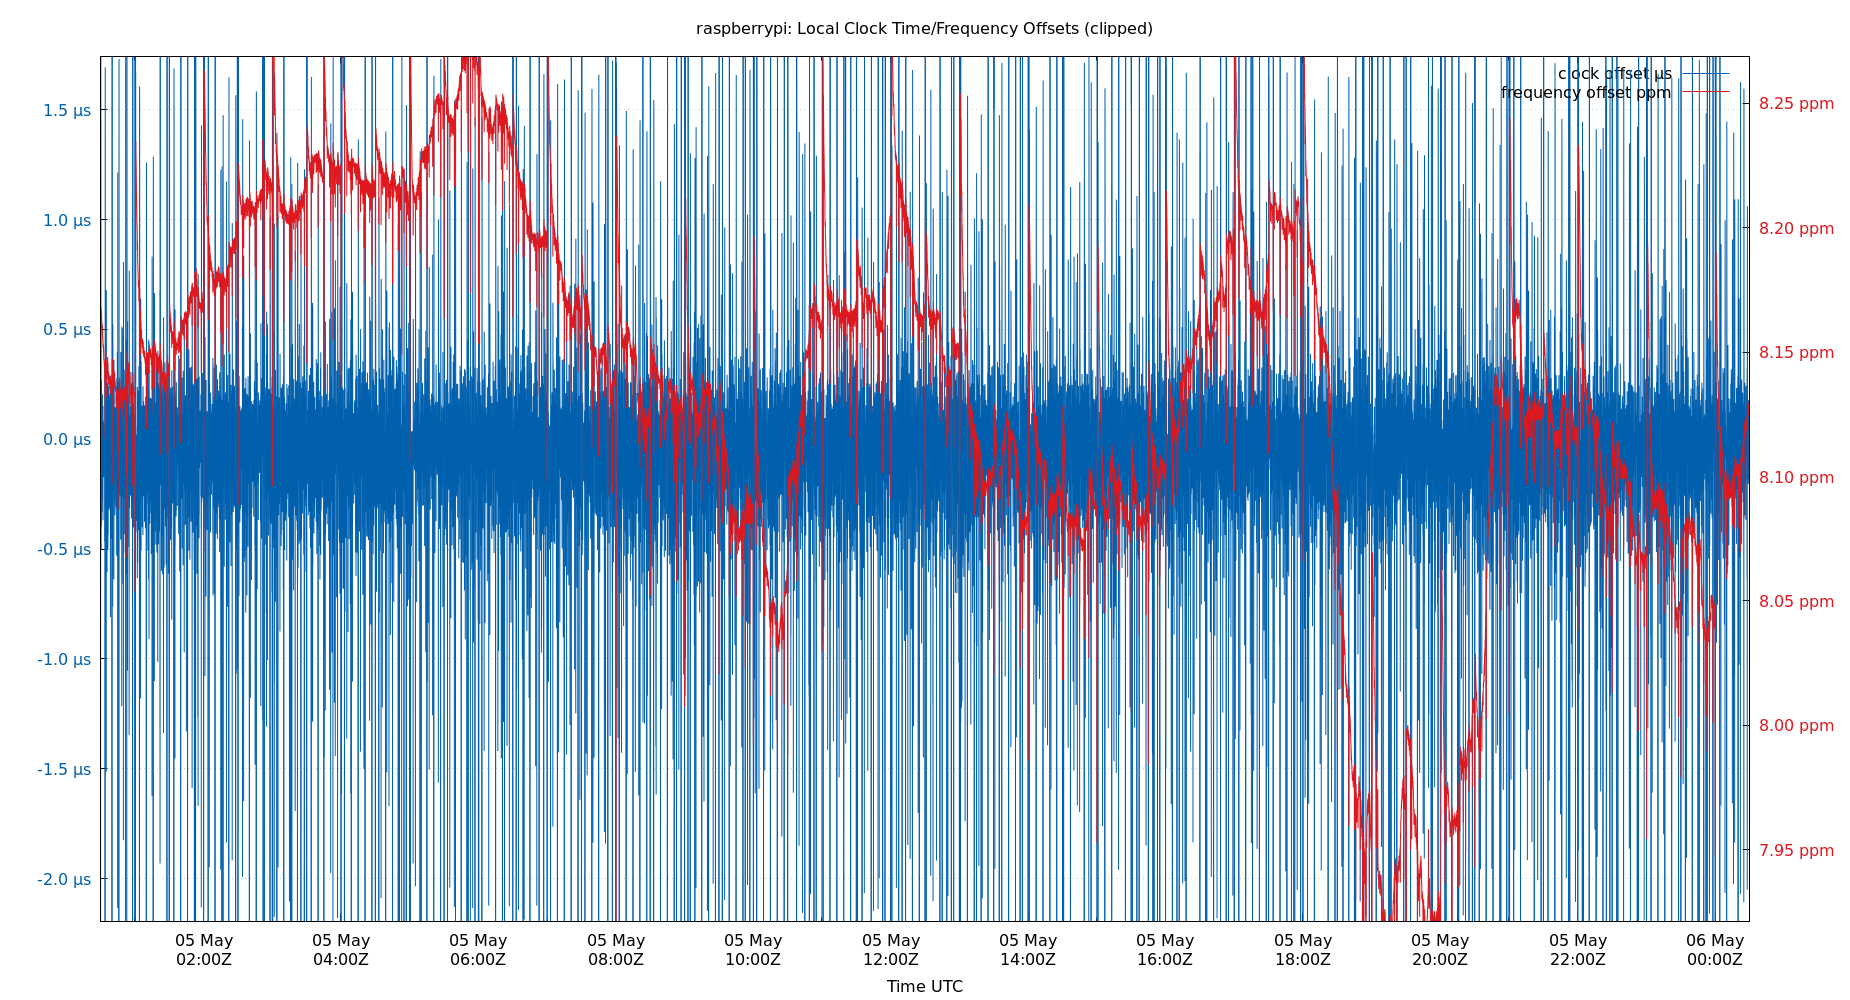 raspberrypi: Local Clock Time/Frequency Offsets (clipped)
clock offset µs
frequency offset ppm
1.5 µs
1.0 µs
0.5 µs
0.0 µs
-0.5 µs
-1.0 µs
-1.5 µs
-2.0 µs
8.25 ppm
8.20 ppm
8.15 ppm
8.10 ppm
8.05 ppm
8.00 ppm
7.95 ppm
05 May 05 May 05 May 05 May 05 May 05 May 05 May 05 May 05 May 05 May 05 May 06 May
02:00Z 04:00Z 06:00Z 08:00Z 10:00Z 12:00Z 14:00Z 16:00Z 18:00Z 20:00Z 22:00Z 00:00Z
Time UTC